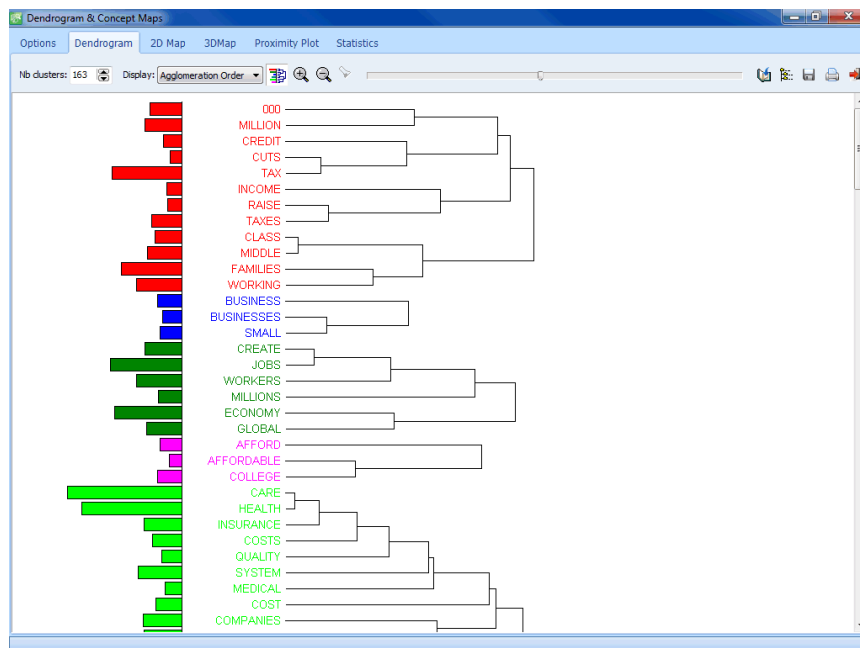 Dendrogram & Concept Maps
Options Dendrogram 2D Map 3DMap Proximity Plot Statistics
Nb clusters: 163 Display: Agglomeration Order
000
MILLION
CREDIT
CUTS
TAX
INCOME
RAISE
TAXES
CLASS
MIDDLE
FAMILIES
WORKING
BUSINESS
BUSINESSES
SMALL
CREATE
JOBS
WORKERS
MILLIONS
ECONOMY
GLOBAL
AFFORD
AFFORDABLE
COLLEGE
CARE
HEALTH
INSURANCE
COSTS
QUALITY
SYSTEM
MEDICAL
COST
COMPANIES